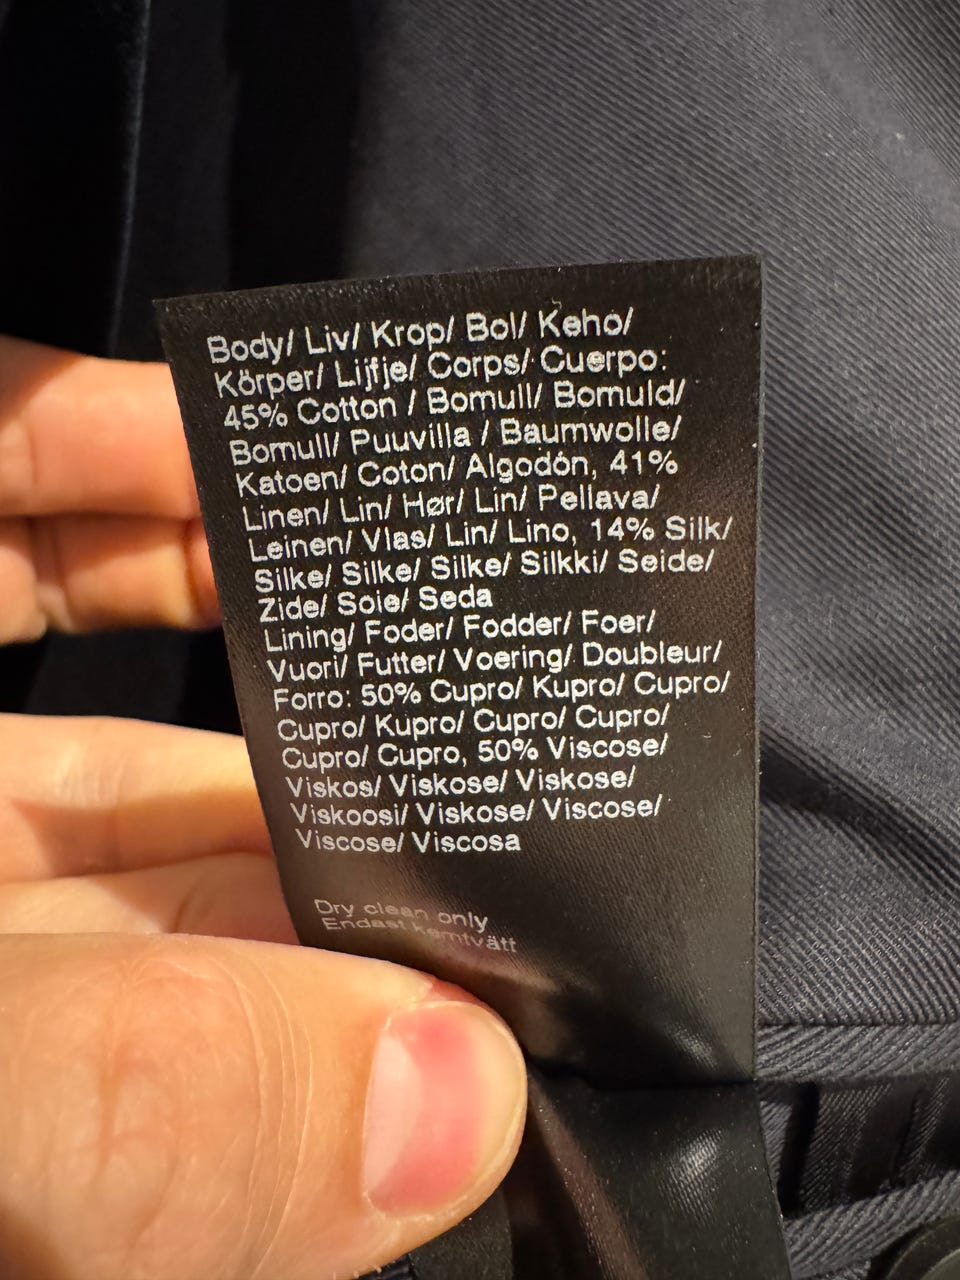 Body/ Liv/ Krop/ Bol/ Keho/
Körper/ Lijfje/ Corps/ Cuerpo:
45% Cotton / Bomull/ Bomuld/
Bomull/ Puuvilla / Baumwolle/
Katoen/ Coton/ Algodón, 41%
Linen/ Lin/ Hør/ Lin/ Pellava/
Leinen/ Vlas/ Lin/ Lino, 14% Silk/
Silke/ Silke/ Silke/ Silkki/ Seide/
Zide/ Soie/ Seda
Lining/ Foder/ Fodder/ Foer/
Vuori/ Futter/ Voering/ Doubleur/
Forro: 50% Cupro/ Kupro/ Cupro/
Cupro/ Kupro/ Cupro/ Cupro/
Cupro/ Cupro, 50% Viscose/
Viskos/ Viskose/ Viskose/
Viskoosi/ Viskose/ Viscose/
Viscose/ Viscosa
Dry clean only
Endast kemtvätt